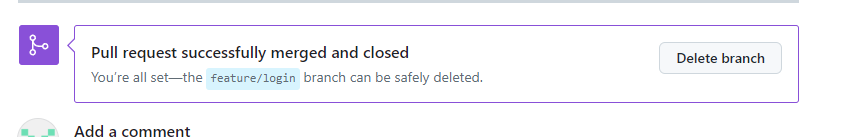 Pull request successfully merged and closed
You're all set—the feature/login branch can be safely deleted.
Delete branch
Add a comment